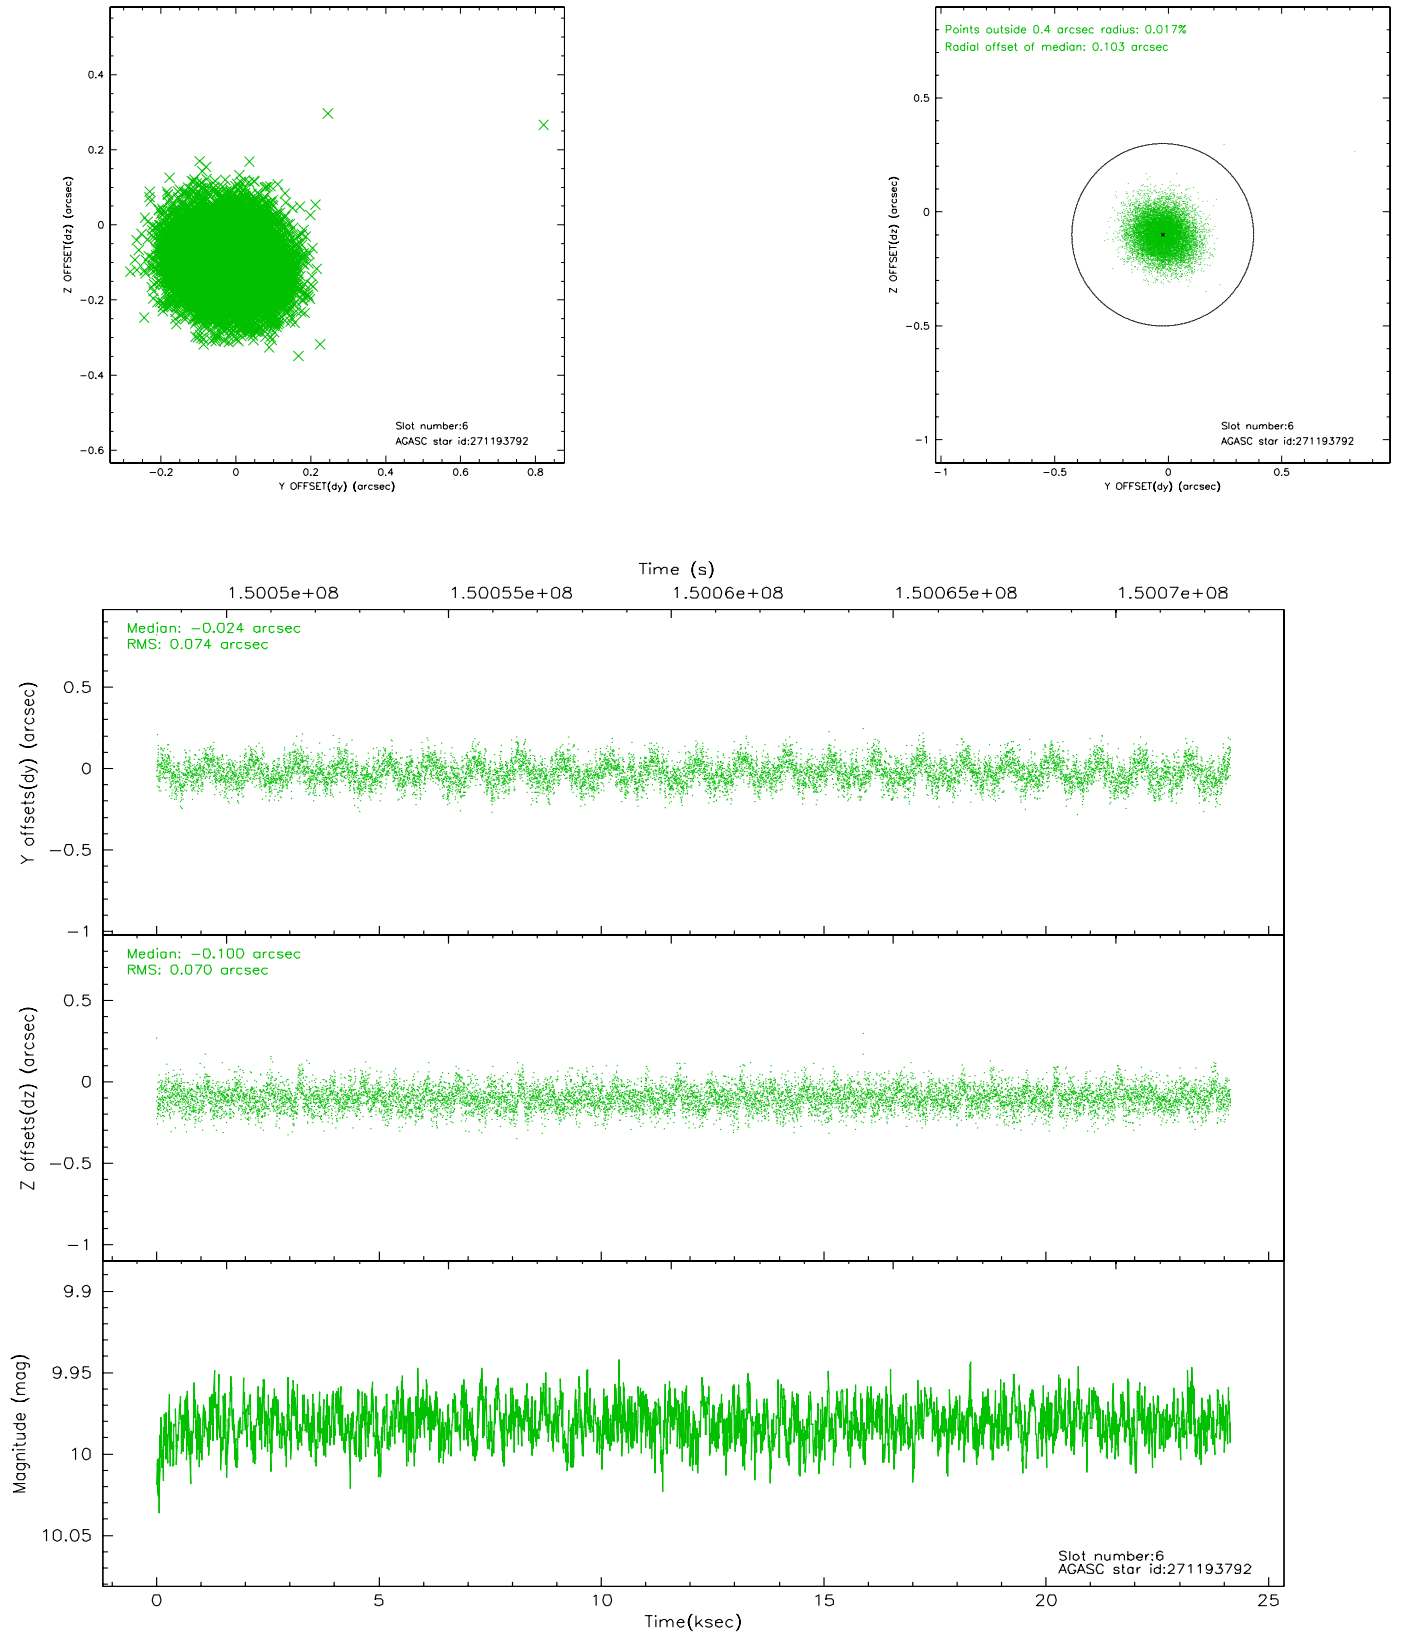 0.4
0.2
0
−0.2
−0.4
−0.6
Z OFFSET(dz) (arcsec)
Slot number:6
AGASC star id:271193792
−0.2 0 0.2 0.4 0.6 0.8
Y OFFSET(dy) (arcsec)
Points outside 0.4 arcsec radius: 0.017%
Radial offset of median: 0.103 arcsec
0.5
0
−0.5
−1
Z OFFSET(dz) (arcsec)
Slot number:6
AGASC star id:271193792
−1 −0.5 0 0.5
Y OFFSET(dy) (arcsec)
Time (s)
1.5005e+08 1.50055e+08 1.5006e+08 1.50065e+08 1.5007e+08
Median: −0.024 arcsec
RMS: 0.074 arcsec
0.5
0
−0.5
−1
Y offsets(dy) (arcsec)
Median: −0.100 arcsec
RMS: 0.070 arcsec
0.5
0
−0.5
−1
Z offsets(dz) (arcsec)
9.9
9.95
10
10.05
Magnitude (mag)
Slot number:6
AGASC star id:271193792
0 5 10 15 20 25
Time(ksec)